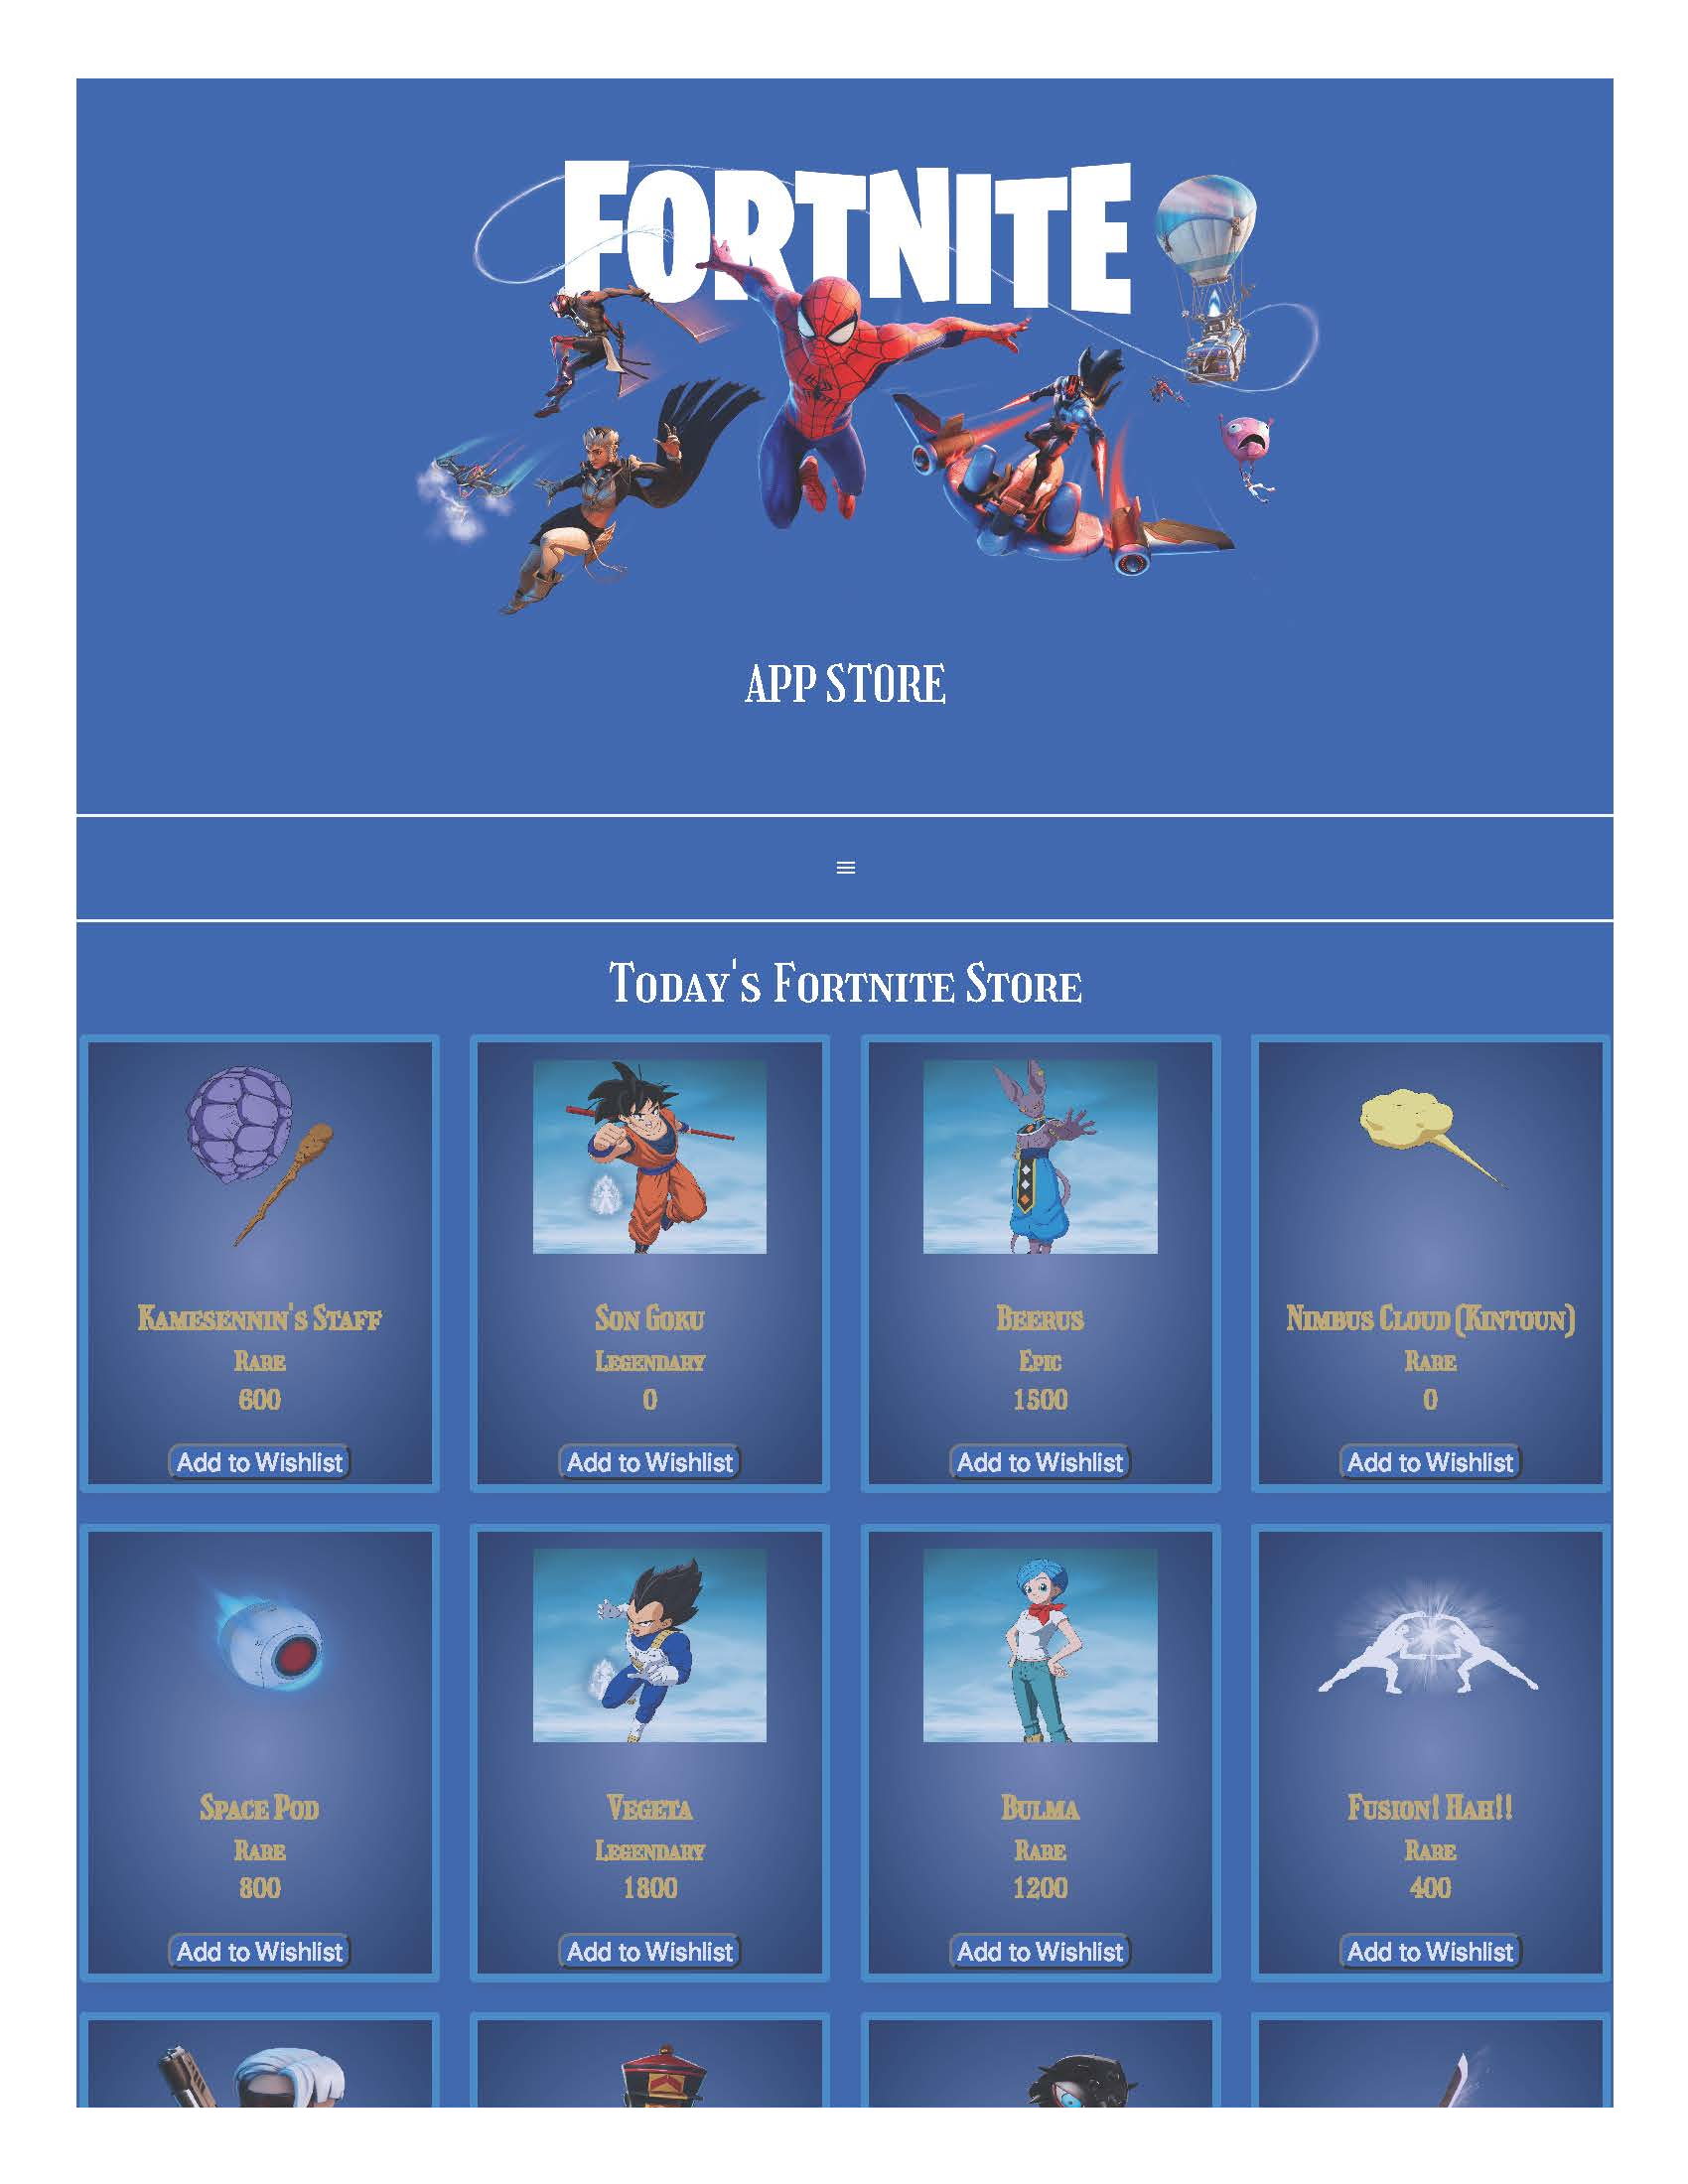 FORTNITE
APP STORE
Today's Fortnite Store
Kamesennin's Staff
Rare
600
Add to Wishlist
Son Goku
Legendary
0
Add to Wishlist
Beerus
Epic
1500
Add to Wishlist
Nimbus Cloud (Kintoun)
Rare
0
Add to Wishlist
Space Pod
Rare
800
Add to Wishlist
Vegeta
Legendary
1800
Add to Wishlist
Bulma
Rare
1200
Add to Wishlist
Fusion! Hah!!
Rare
400
Add to Wishlist